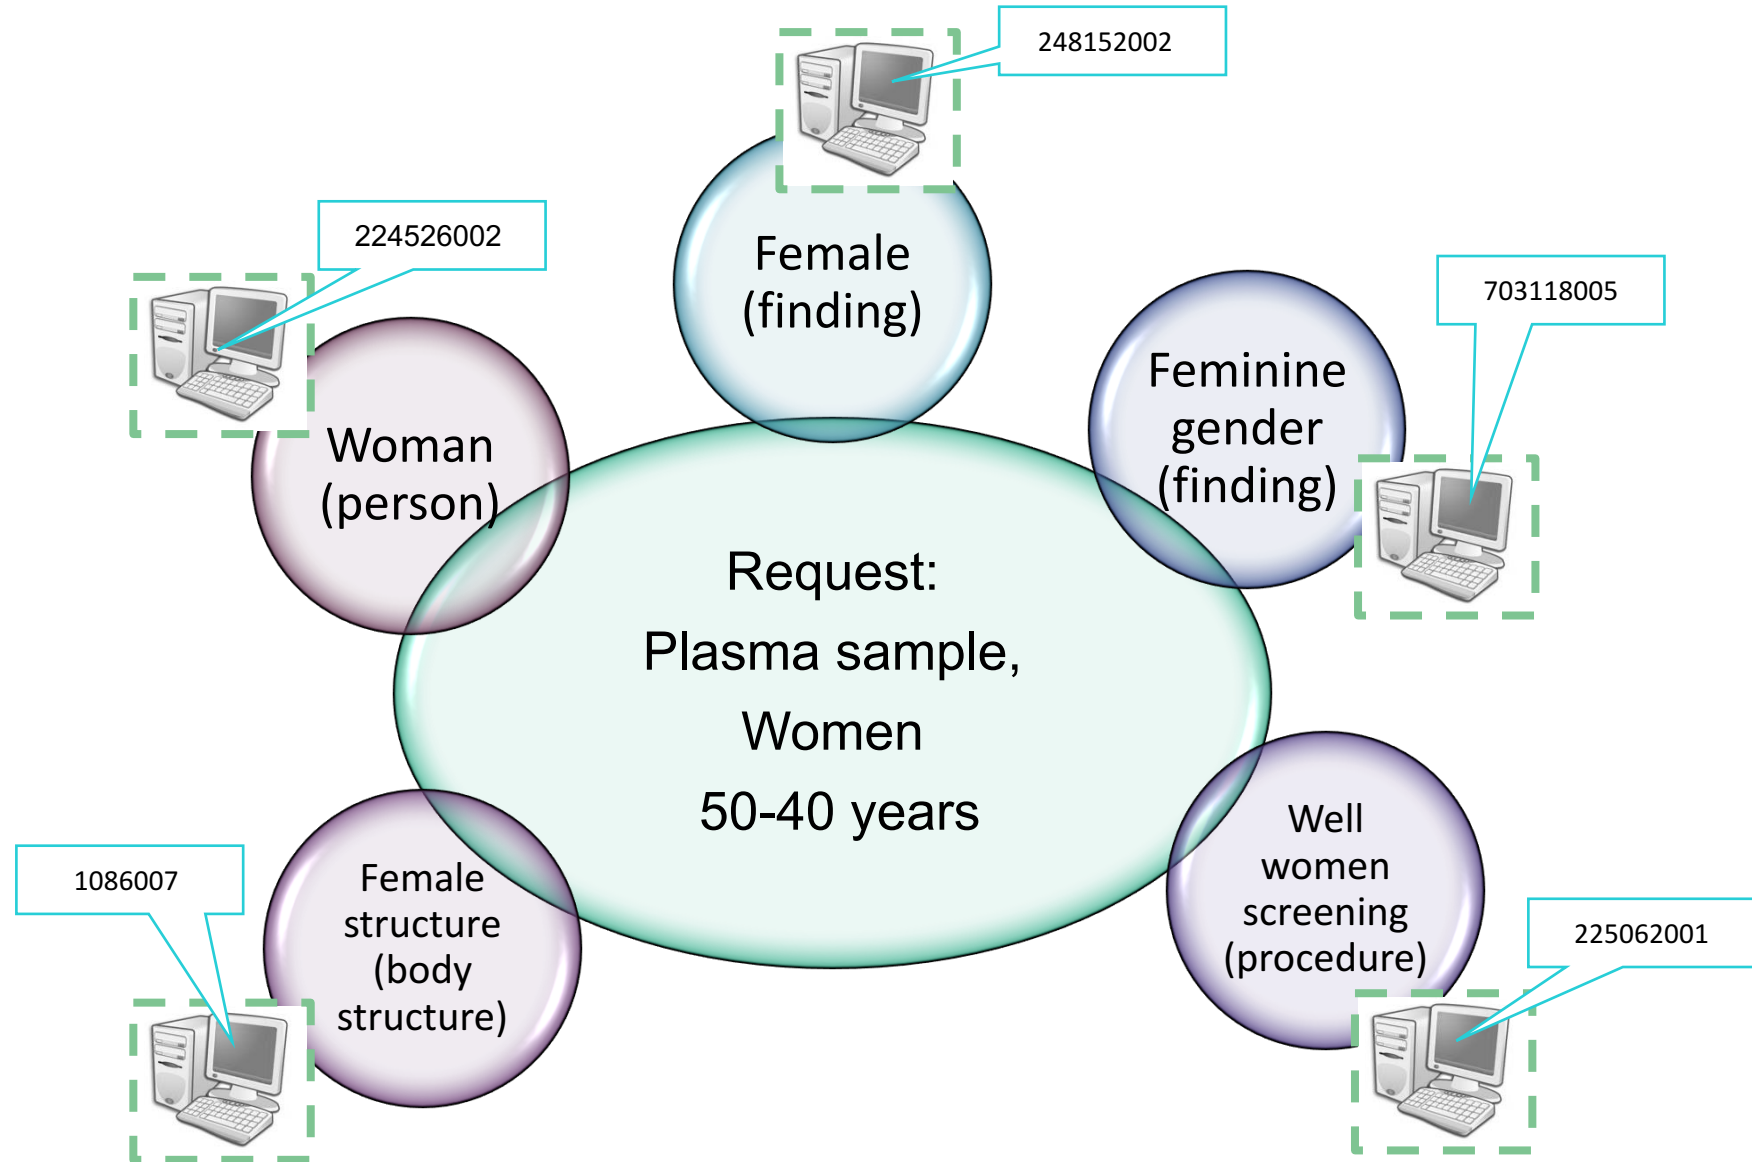 248152002
Female
(finding)
224526002
Woman
(person)
703118005
Feminine
gender
(finding)
Request:
Plasma sample,
Women
50-40 years
1086007
Female
structure
(body
structure)
Well
women
screening
(procedure)
225062001